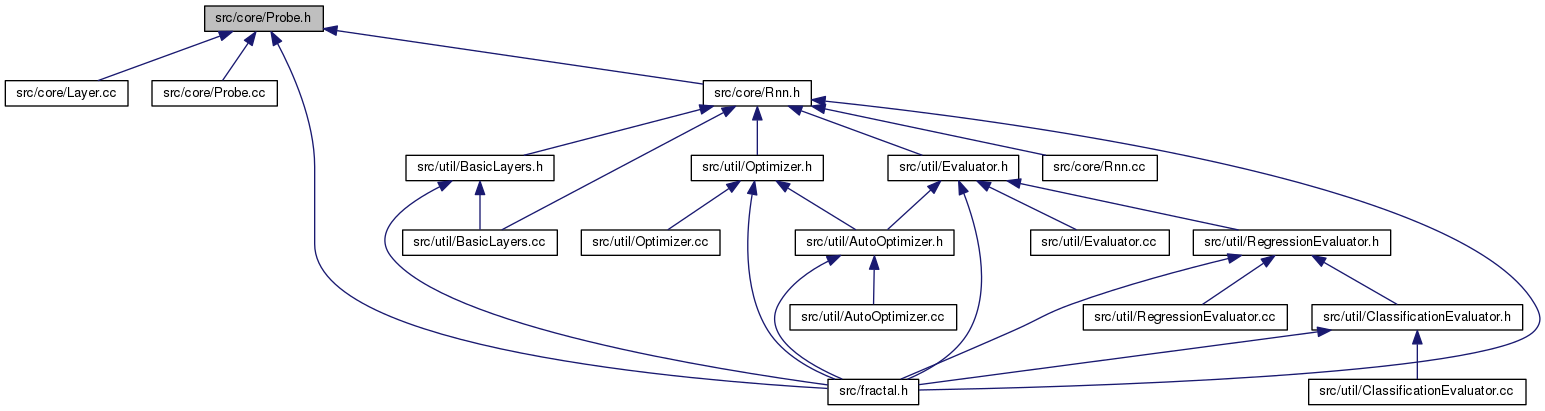 src/core/Probe.h
src/core/Layer.cc
src/core/Probe.cc
src/core/Rnn.h
src/util/BasicLayers.h
src/util/Optimizer.h
src/util/Evaluator.h
src/core/Rnn.cc
src/util/BasicLayers.cc
src/util/Optimizer.cc
src/util/AutoOptimizer.h
src/util/Evaluator.cc
src/util/RegressionEvaluator.h
src/util/AutoOptimizer.cc
src/util/RegressionEvaluator.cc
src/util/ClassificationEvaluator.h
src/fractal.h
src/util/ClassificationEvaluator.cc